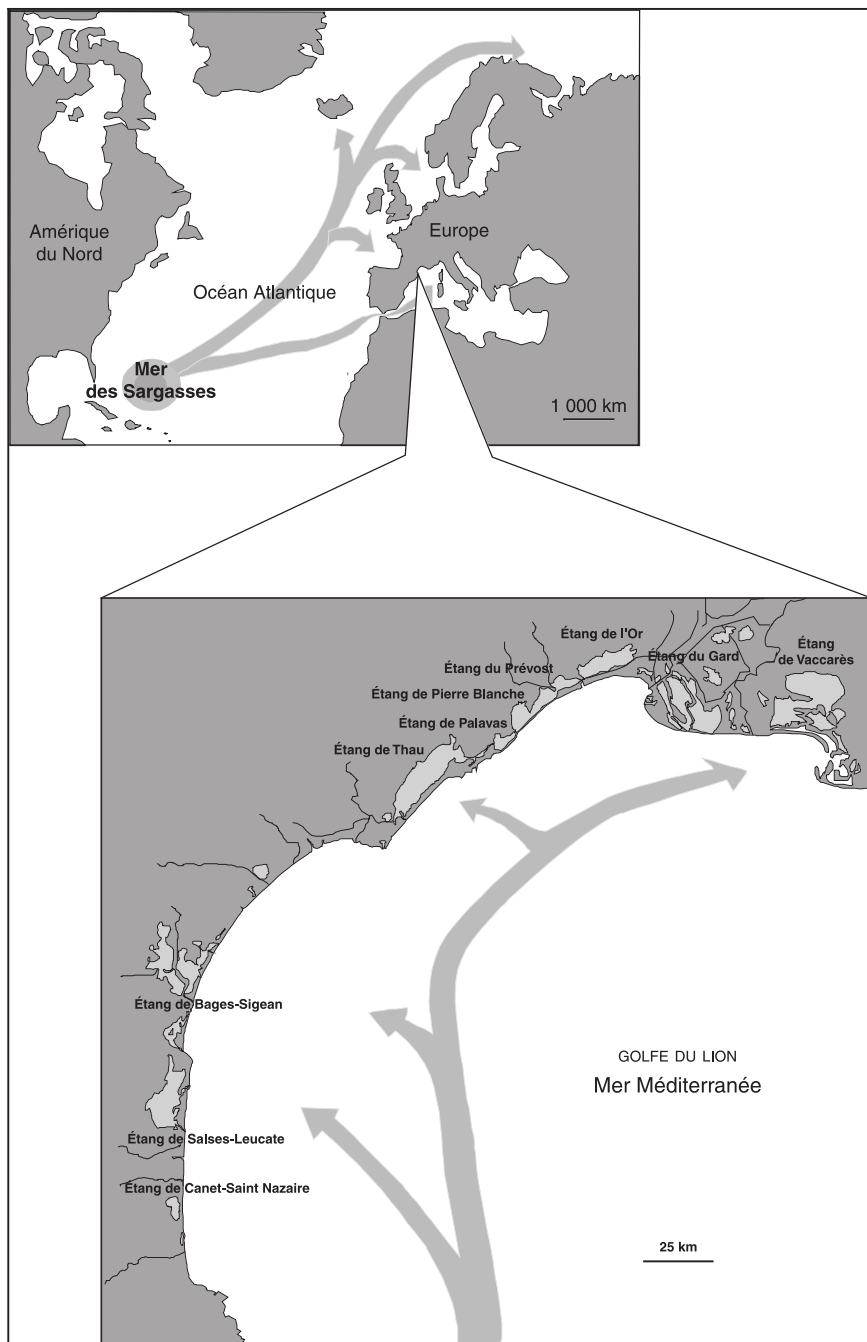 Amérique
du Nord
Europe
Océan Atlantique
Mer
des Sargasses
1 000 km
Étang de l'Or
Étang du Gard
Étang
de Vaccarès
Étang du Prévost
Étang de Pierre Blanche
Étang de Palavas
Étang de Thau
Étang de Bages-Sigean
GOLFE DU LION
Mer Méditerranée
Étang de Salses-Leucate
Étang de Canet-Saint Nazaire
25 km